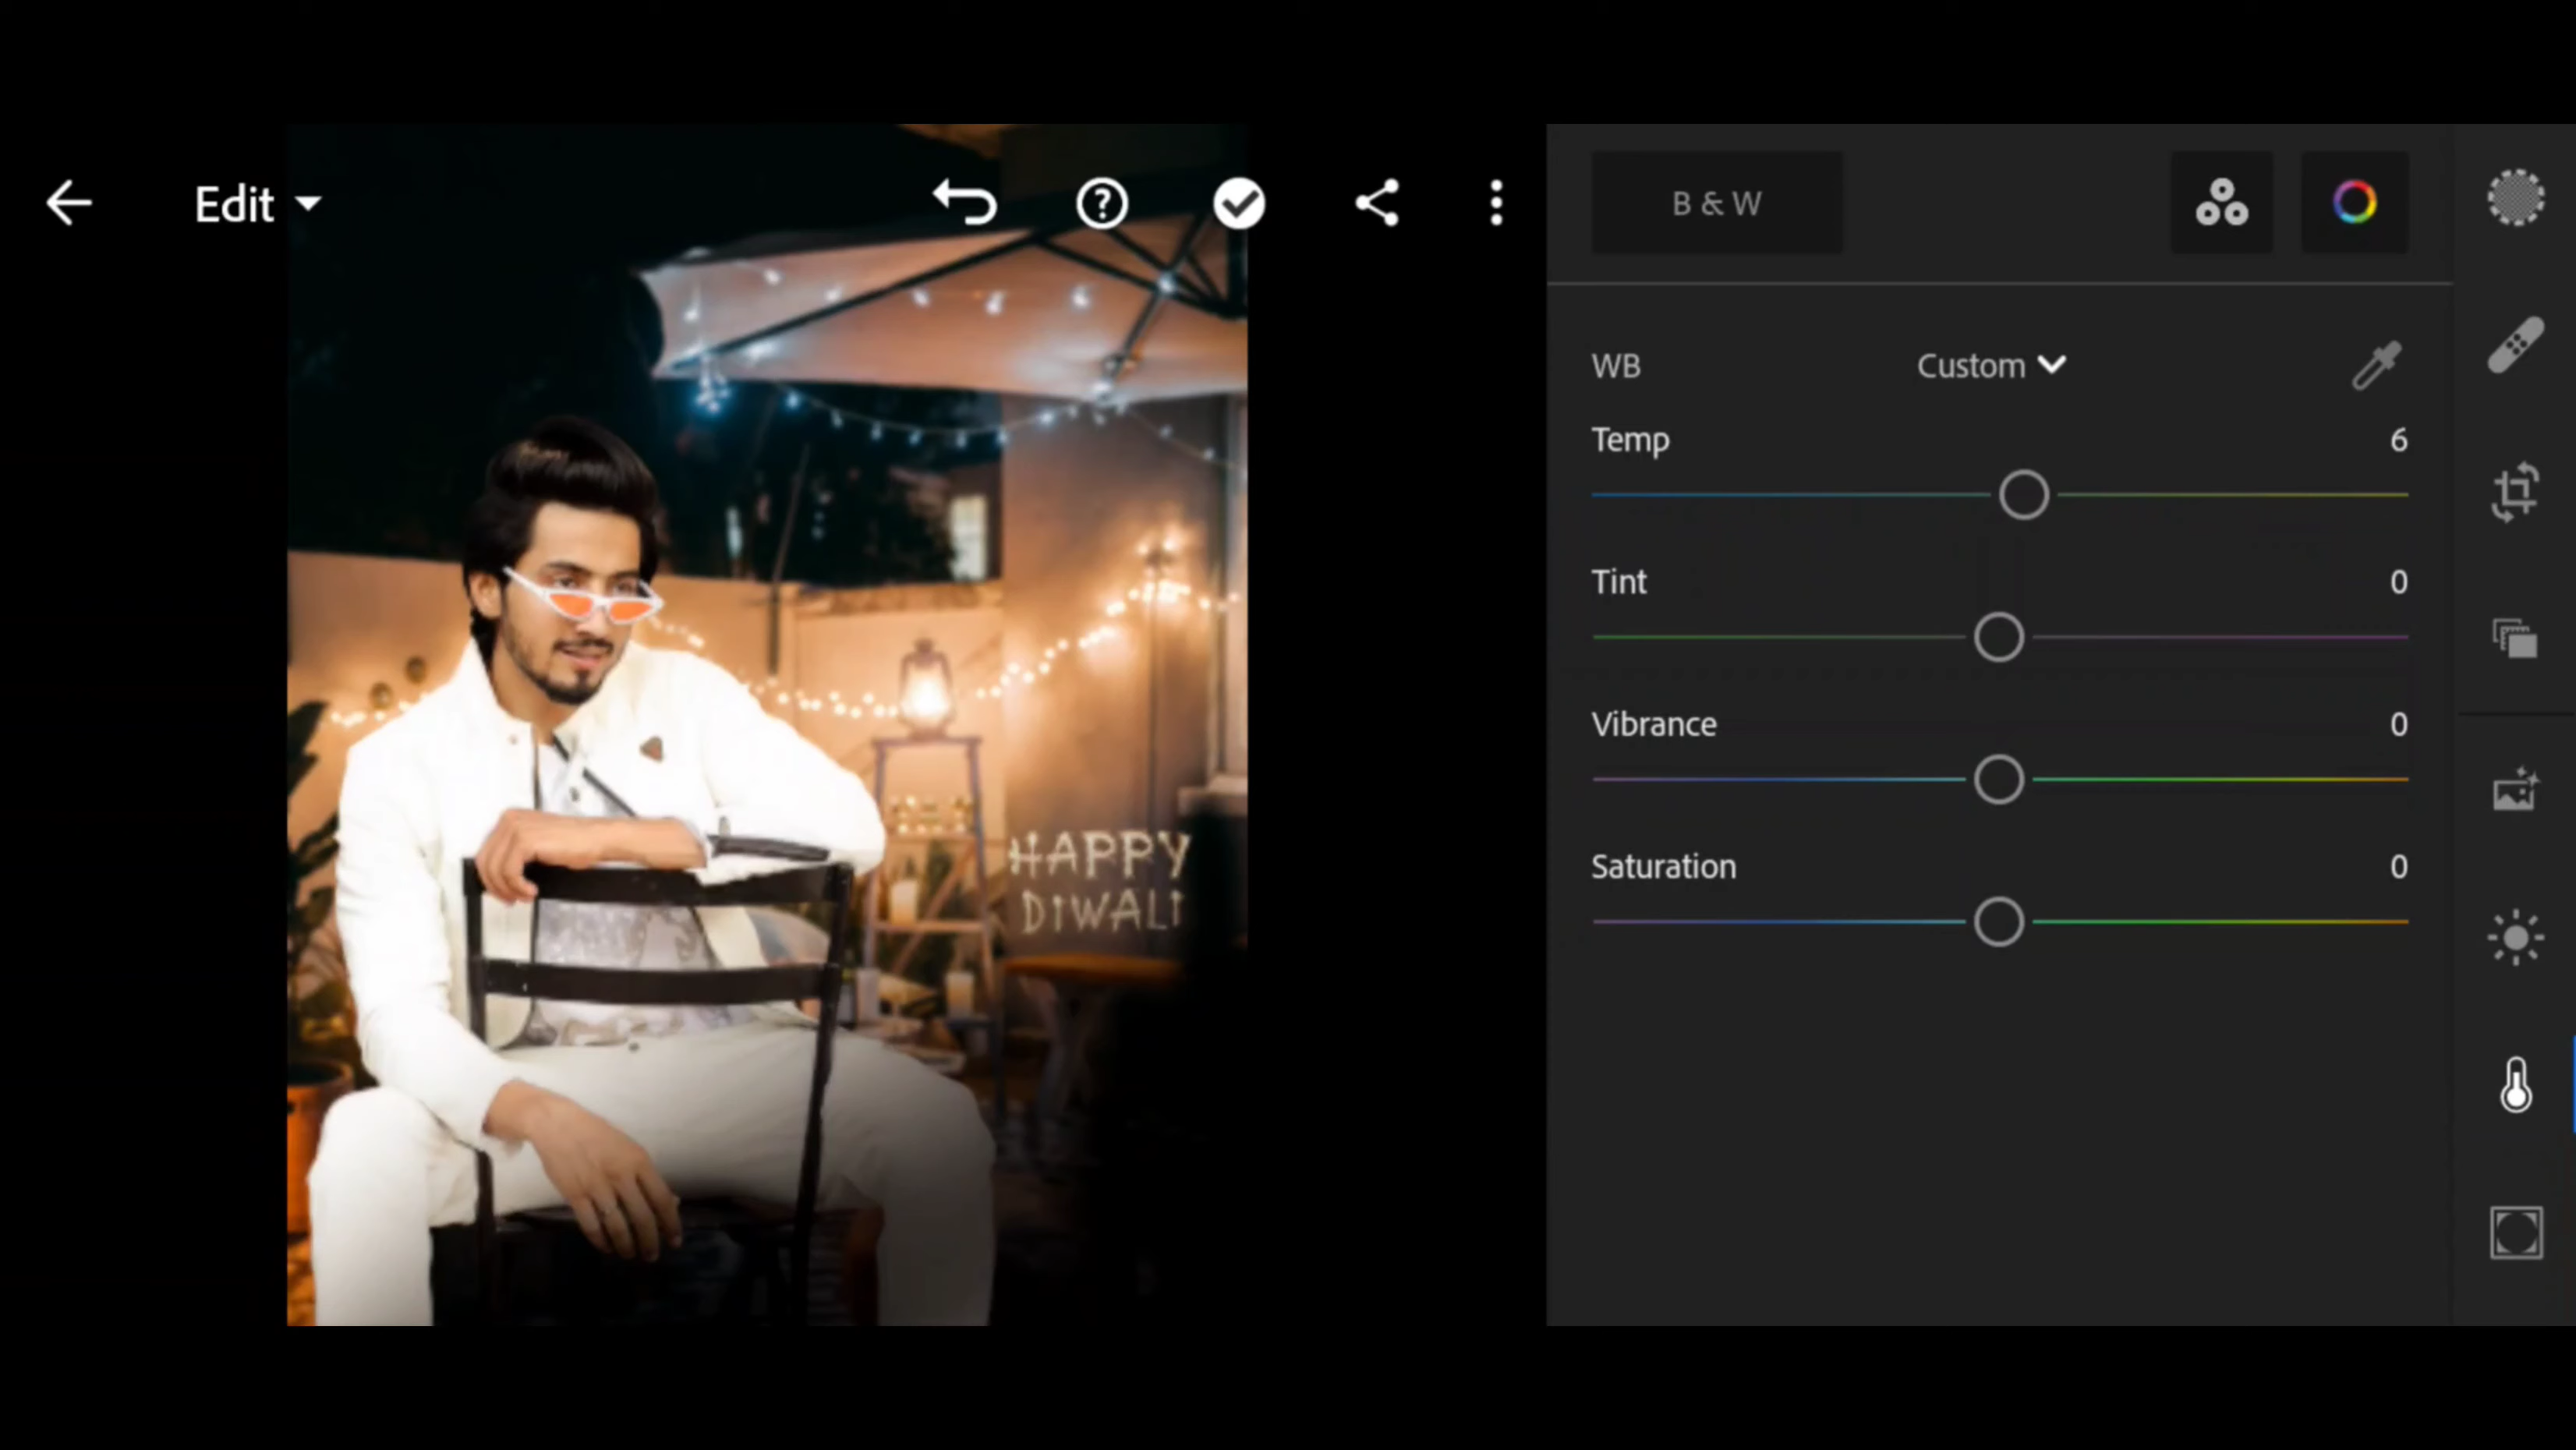 Edit
B & W
WB Custom
Temp 6
Tint 0
Vibrance 0
Saturation 0
HAPPY
DIWALI